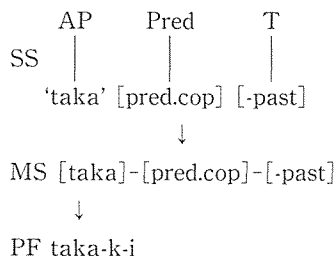 AP Pred T
SS
'taka' [pred.cop] [-past]
↓
MS [taka]-[pred.cop]-[-past]
↓
PF taka-k-i